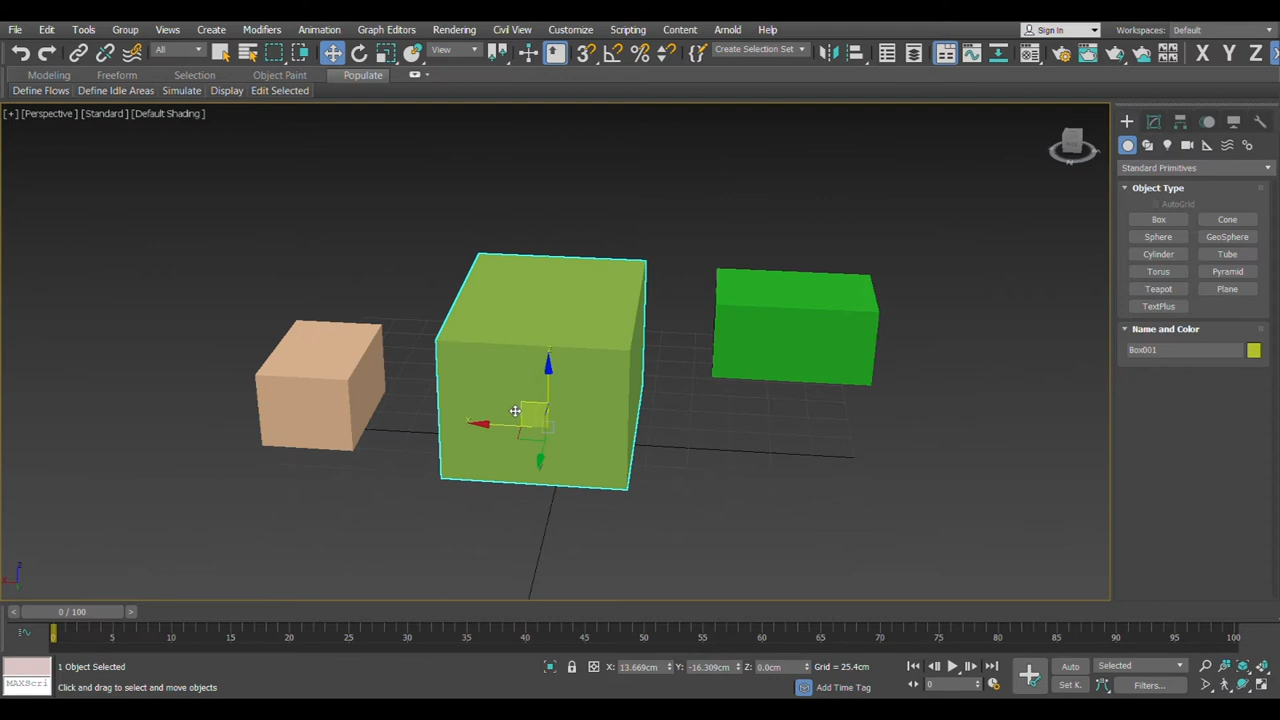 File Edit Tools Group Views Create Modifiers Animation Graph Editors Rendering Civil View Customize Scripting Content Arnold Help Sign In Workspaces: Default
All View Create Selection Set X Y Z
Modeling Freeform Selection Object Paint Populate
Define Flows Define Idle Areas Simulate Display Edit Selected
[+] [Perspective ] [Standard ] [Default Shading ]
Standard Primitives
Object Type
AutoGrid
Box Cone
Sphere GeoSphere
Cylinder Tube
Torus Pyramid
Teapot Plane
TextPlus
Name and Color
Box001
z
x
N
z
x
< 0 / 100 >
0 5 10 15 20 25 30 35 40 45 50 55 60 65 70 75 80 85 90 95 100
1 Object Selected X: 13.669cm Y: -16.309cm Z: 0.0cm Grid = 25.4cm Auto Selected
MAXScri Click and drag to select and move objects Add Time Tag 0 Set K. Filters...